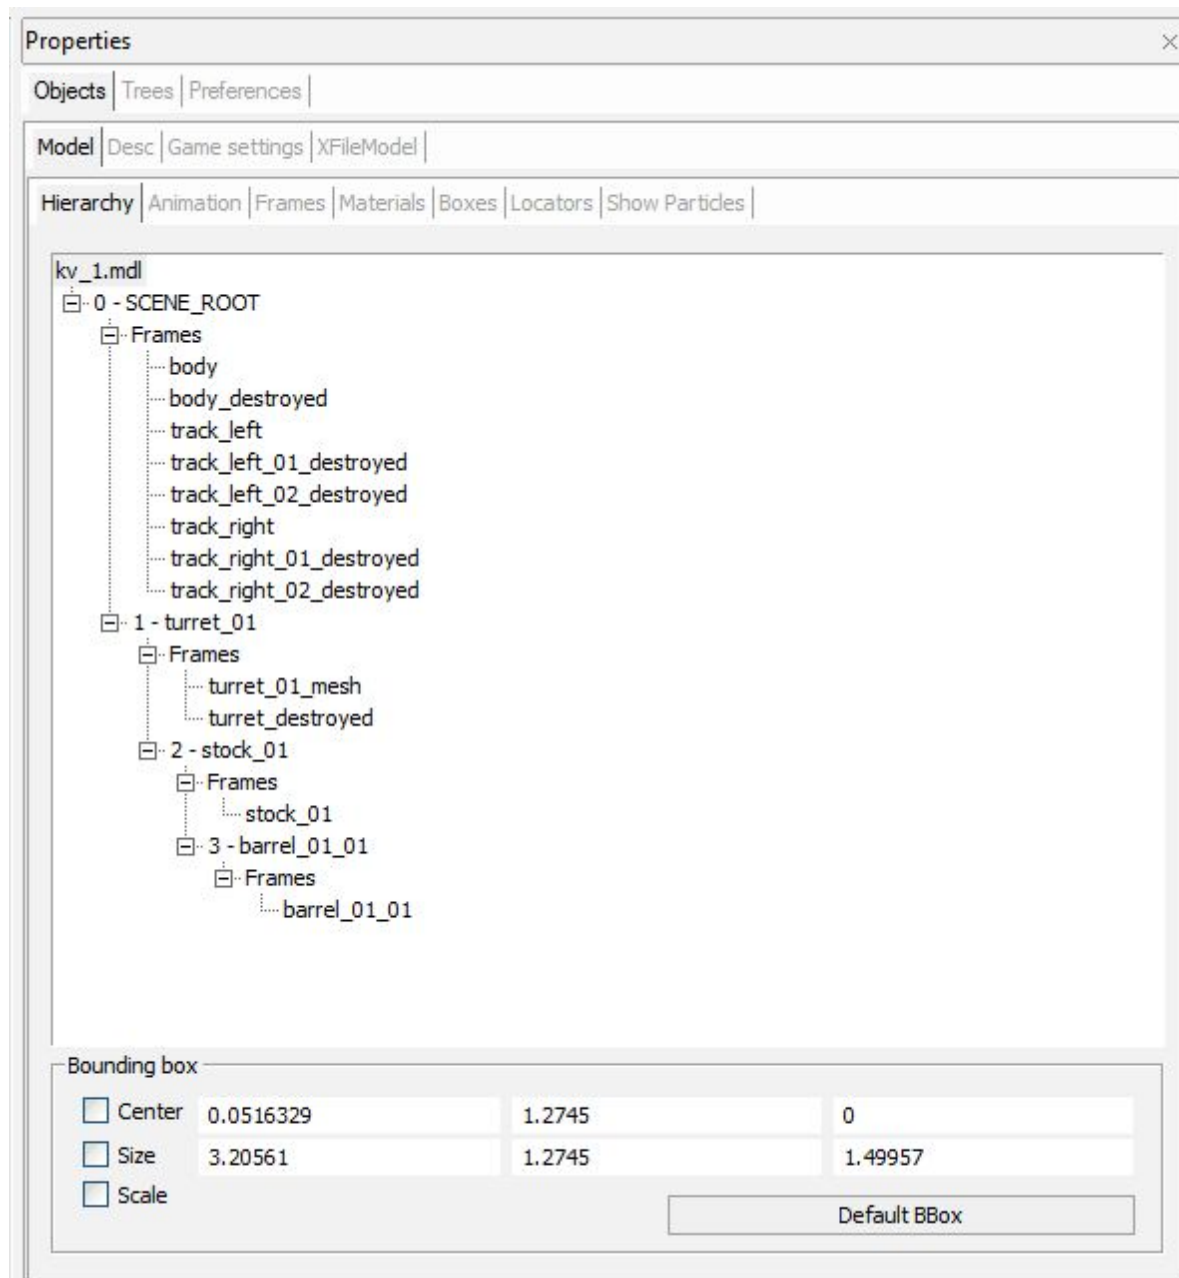 Properties
Objects Trees Preferences
Model Desc Game settings XFileModel
Hierarchy Animation Frames Materials Boxes Locators Show Particles
kv_1.mdl
0 - SCENE_ROOT
Frames
body
body_destroyed
track_left
track_left_01_destroyed
track_left_02_destroyed
track_right
track_right_01_destroyed
track_right_02_destroyed
1 - turret_01
Frames
turret_01_mesh
turret_destroyed
2 - stock_01
Frames
stock_01
3 - barrel_01_01
Frames
barrel_01_01
Bounding box
Center 0.0516329 1.2745 0
Size 3.20561 1.2745 1.49957
Scale
Default BBox